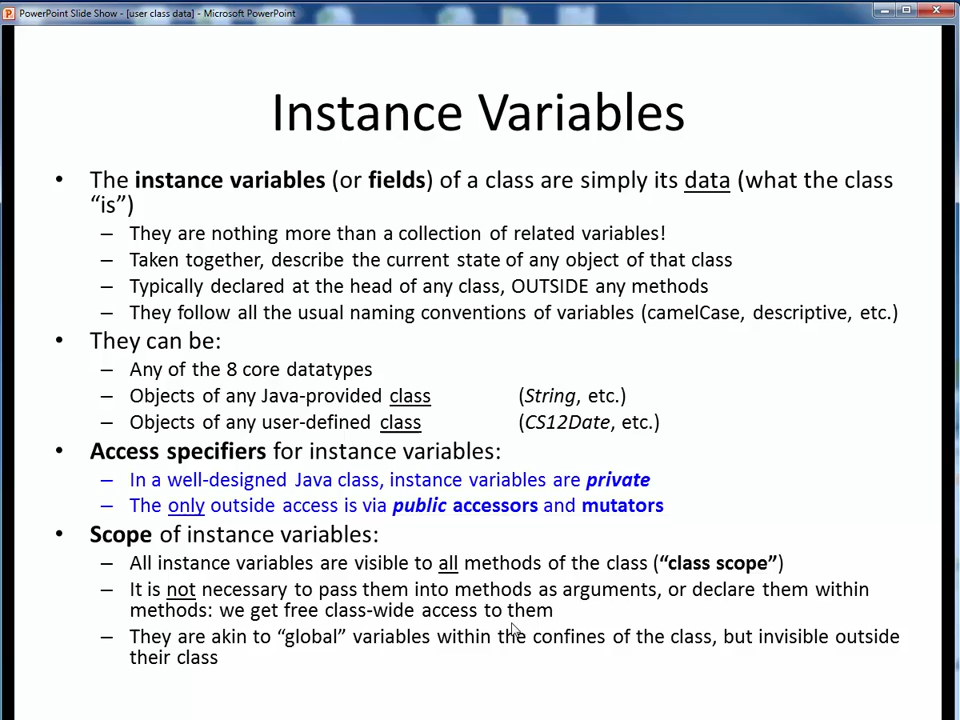 PowerPoint Slide Show - [user class data] - Microsoft PowerPoint
Instance Variables
• The instance variables (or fields) of a class are simply its data (what the class
“is”)
– They are nothing more than a collection of related variables!
– Taken together, describe the current state of any object of that class
– Typically declared at the head of any class, OUTSIDE any methods
– They follow all the usual naming conventions of variables (camelCase, descriptive, etc.)
• They can be:
– Any of the 8 core datatypes
– Objects of any Java-provided class (String, etc.)
– Objects of any user-defined class (CS12Date, etc.)
• Access specifiers for instance variables:
– In a well-designed Java class, instance variables are private
– The only outside access is via public accessors and mutators
• Scope of instance variables:
– All instance variables are visible to all methods of the class (“class scope”)
– It is not necessary to pass them into methods as arguments, or declare them within
methods: we get free class-wide access to them
– They are akin to “global” variables within the confines of the class, but invisible outside
their class